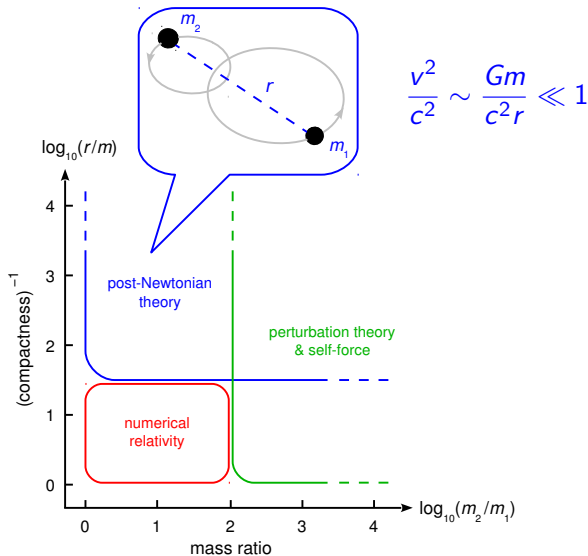 m₂
r
m₁
v²/c² ∼ Gm/c²r ≪ 1
log₁₀(r/m)
4
3
2
1
0
(compactness)⁻¹
post-Newtonian
theory
perturbation theory
& self-force
numerical
relativity
0 1 2 3 4
log₁₀(m₂/m₁)
mass ratio